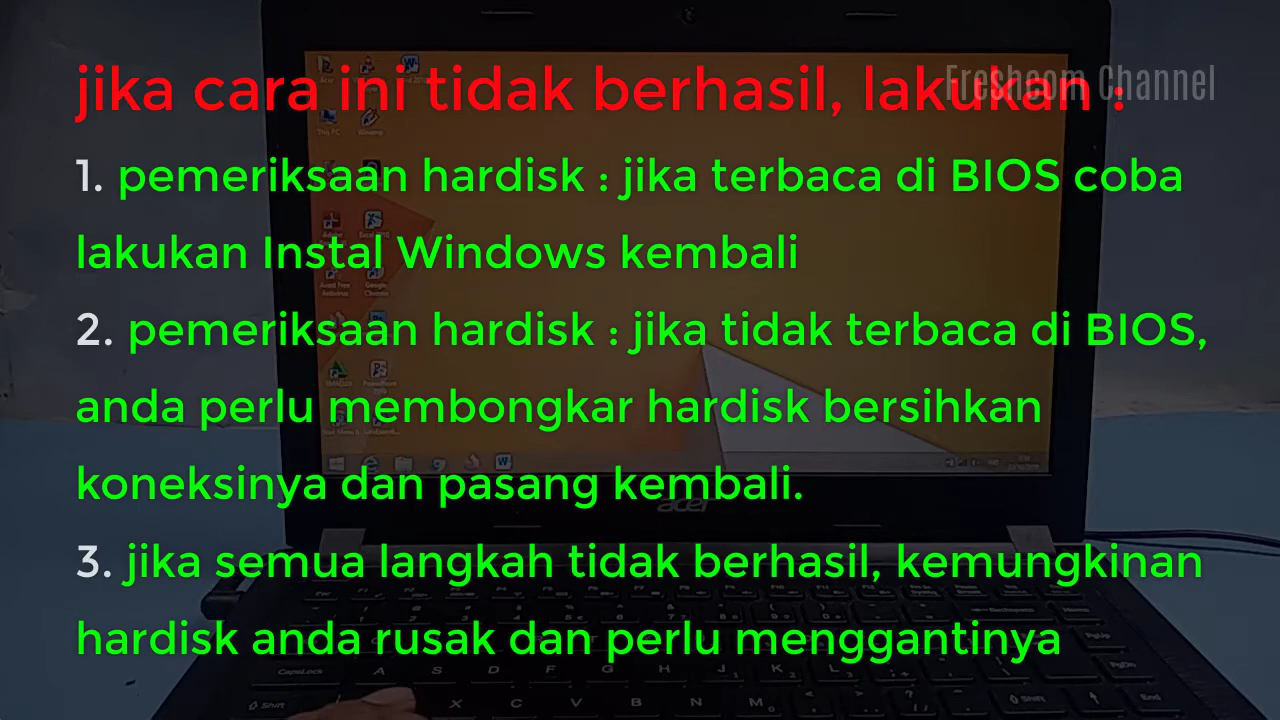 Freshcom Channel
jika cara ini tidak berhasil, lakukan :
1. pemeriksaan hardisk : jika terbaca di BIOS coba
lakukan Instal Windows kembali
2. pemeriksaan hardisk : jika tidak terbaca di BIOS,
anda perlu membongkar hardisk bersihkan
koneksinya dan pasang kembali.
3. jika semua langkah tidak berhasil, kemungkinan
hardisk anda rusak dan perlu menggantinya
acer